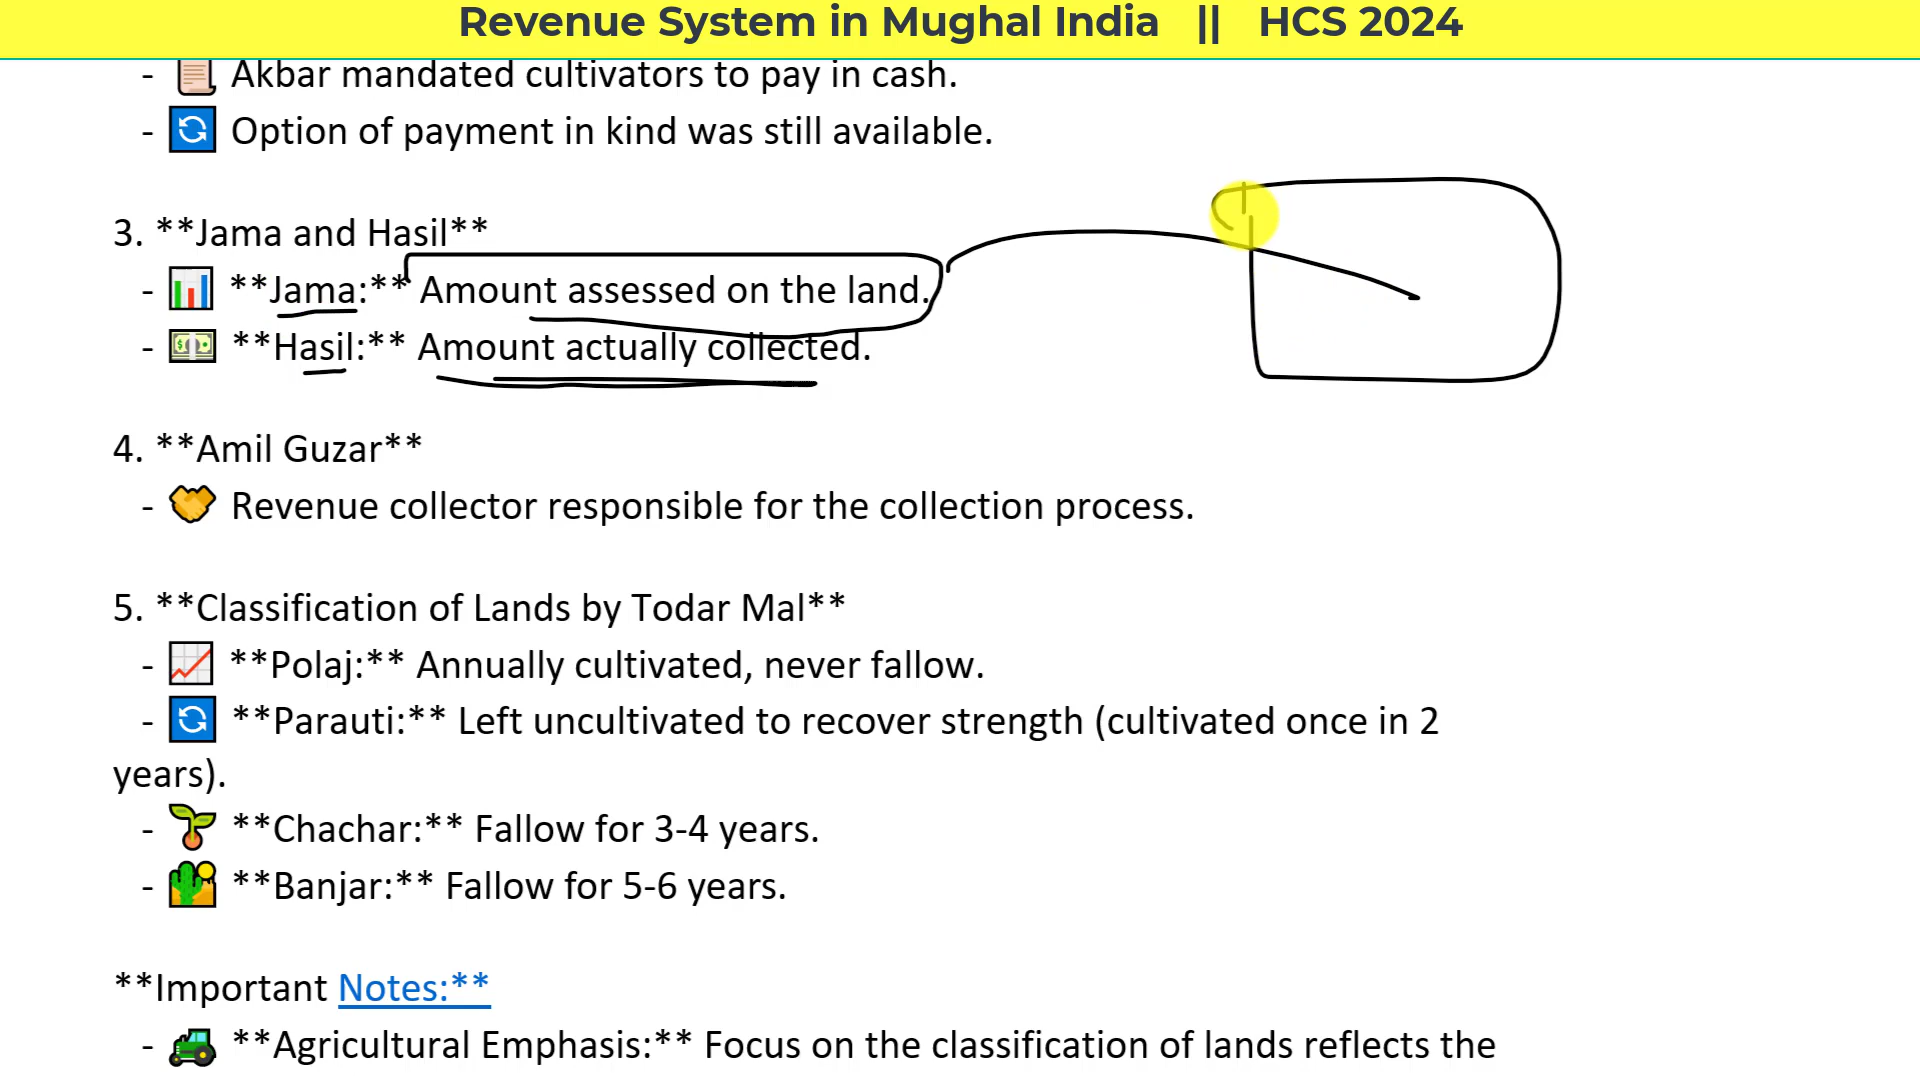 Revenue System in Mughal India || HCS 2024
- Akbar mandated cultivators to pay in cash.
- Option of payment in kind was still available.
3. **Jama and Hasil**
- **Jama:** Amount assessed on the land.
- **Hasil:** Amount actually collected.
4. **Amil Guzar**
- Revenue collector responsible for the collection process.
5. **Classification of Lands by Todar Mal**
- **Polaj:** Annually cultivated, never fallow.
- **Parauti:** Left uncultivated to recover strength (cultivated once in 2
years).
- **Chachar:** Fallow for 3-4 years.
- **Banjar:** Fallow for 5-6 years.
**Important Notes:**
- **Agricultural Emphasis:** Focus on the classification of lands reflects the